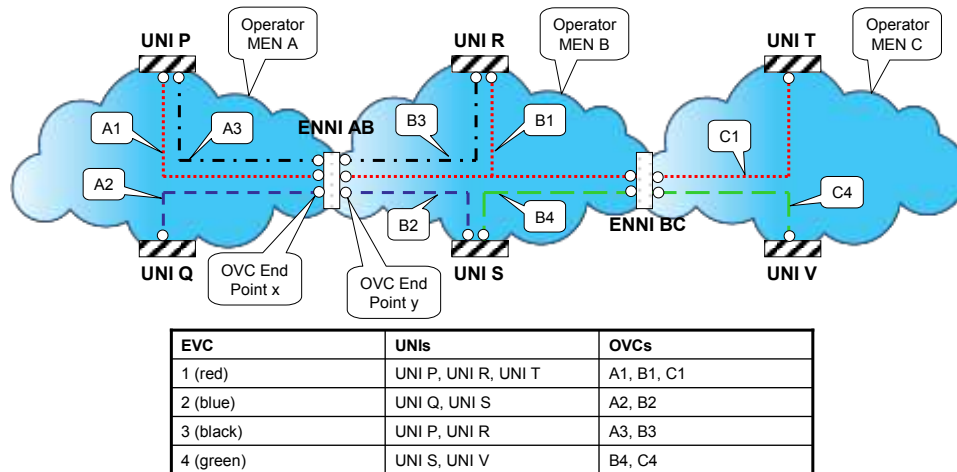 UNI P
Operator
MEN A
UNI R
Operator
MEN B
UNI T
Operator
MEN C
A1
A3
ENNI AB
B3
B1
C1
A2
B2
B4
ENNI BC
C4
UNI Q
OVC End
Point x
OVC End
Point y
UNI S
UNI V
EVC UNIs OVCs
1 (red) UNI P, UNI R, UNI T A1, B1, C1
2 (blue) UNI Q, UNI S A2, B2
3 (black) UNI P, UNI R A3, B3
4 (green) UNI S, UNI V B4, C4